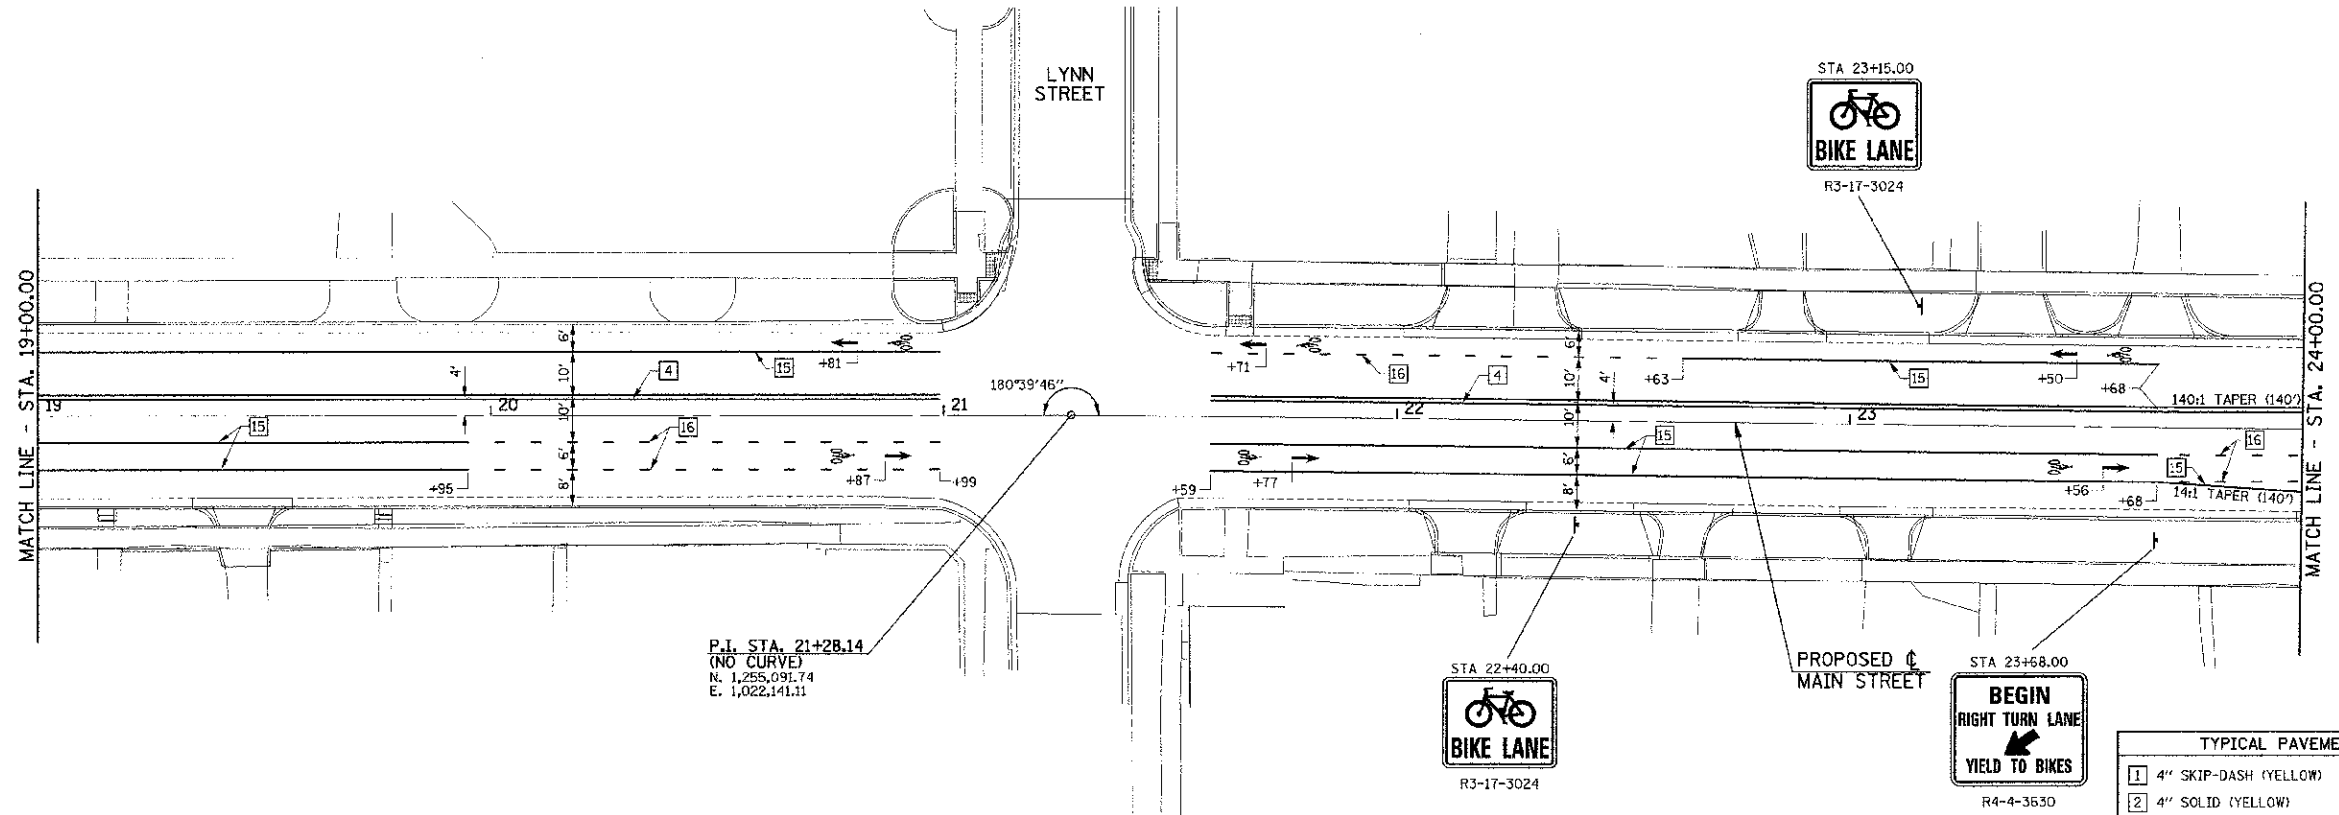 LYNN
STREET
STA 23+15.00
BIKE LANE
R3-17-3024
MATCH LINE - STA. 19+00.00
MATCH LINE - STA. 24+00.00
6'
10'
4'
10'
6'
8'
15
+81
4
19
20
21
180°39'46"
15
16
+95
+87
+99
+71
16
+63
15
+50
+68
6'
10'
4'
10'
6'
8'
4
22
23
140:1 TAPER (140')
15
16
15
+59
+77
+56
+68
14:1 TAPER (140')
P.I. STA. 21+28.14
(NO CURVE)
N. 1,255,091.74
E. 1,022,141.11
STA 22+40.00
BIKE LANE
R3-17-3024
PROPOSED ℄
MAIN STREET
STA 23+68.00
BEGIN
RIGHT TURN LANE
YIELD TO BIKES
R4-4-3630
TYPICAL PAVEME
1 4" SKIP-DASH (YELLOW)
2 4" SOLID (YELLOW)